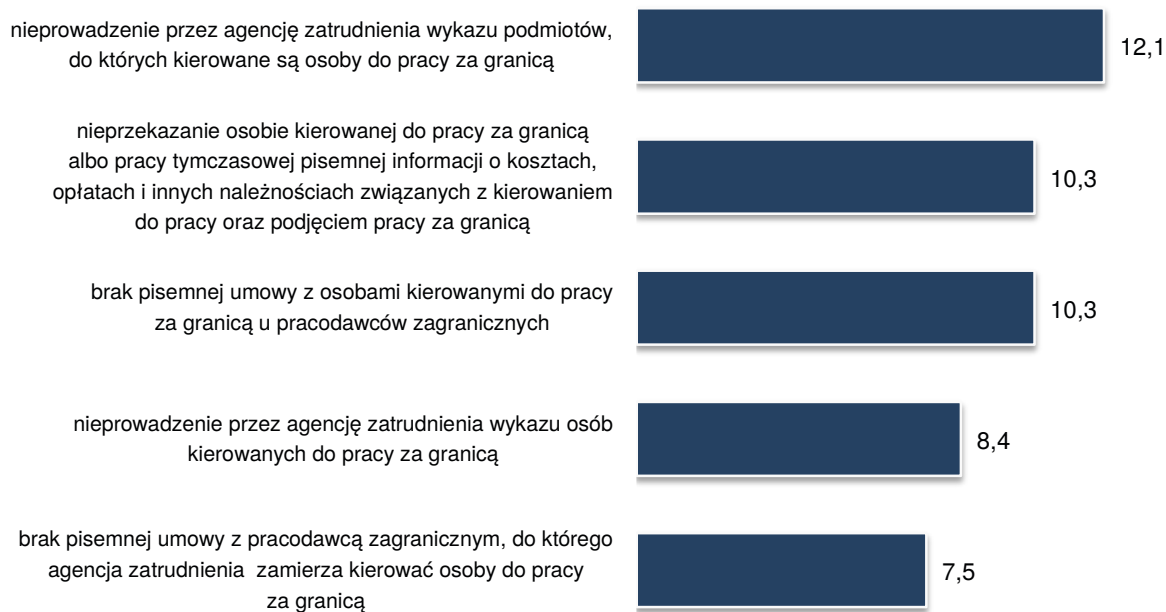 nieprowadzenie przez agencję zatrudnienia wykazu podmiotów,
do których kierowane są osoby do pracy za granicą
12,1
nieprzekazanie osobie kierowanej do pracy za granicą
albo pracy tymczasowej pisemnej informacji o kosztach,
opłatach i innych należnościach związanych z kierowaniem
do pracy oraz podjęciem pracy za granicą
10,3
brak pisemnej umowy z osobami kierowanymi do pracy
za granicą u pracodawców zagranicznych
10,3
nieprowadzenie przez agencję zatrudnienia wykazu osób
kierowanych do pracy za granicą
8,4
brak pisemnej umowy z pracodawcą zagranicznym, do którego
agencja zatrudnienia zamierza kierować osoby do pracy
za granicą
7,5